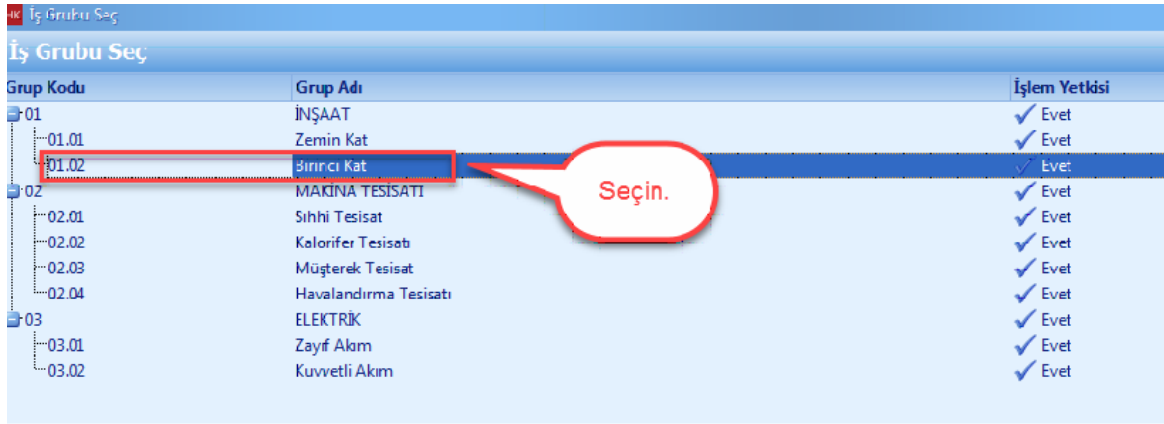 HK İş Grubu Seç
İş Grubu Seç
Grup Kodu Grup Adı İşlem Yetkisi
01 İNŞAAT Evet
01.01 Zemin Kat Evet
01.02 Birinci Kat Evet
Seçin.
02 MAKİNA TESİSATI Evet
02.01 Sıhhi Tesisat Evet
02.02 Kalorifer Tesisatı Evet
02.03 Müşterek Tesisat Evet
02.04 Havalandırma Tesisatı Evet
03 ELEKTRİK Evet
03.01 Zayıf Akım Evet
03.02 Kuvvetli Akım Evet